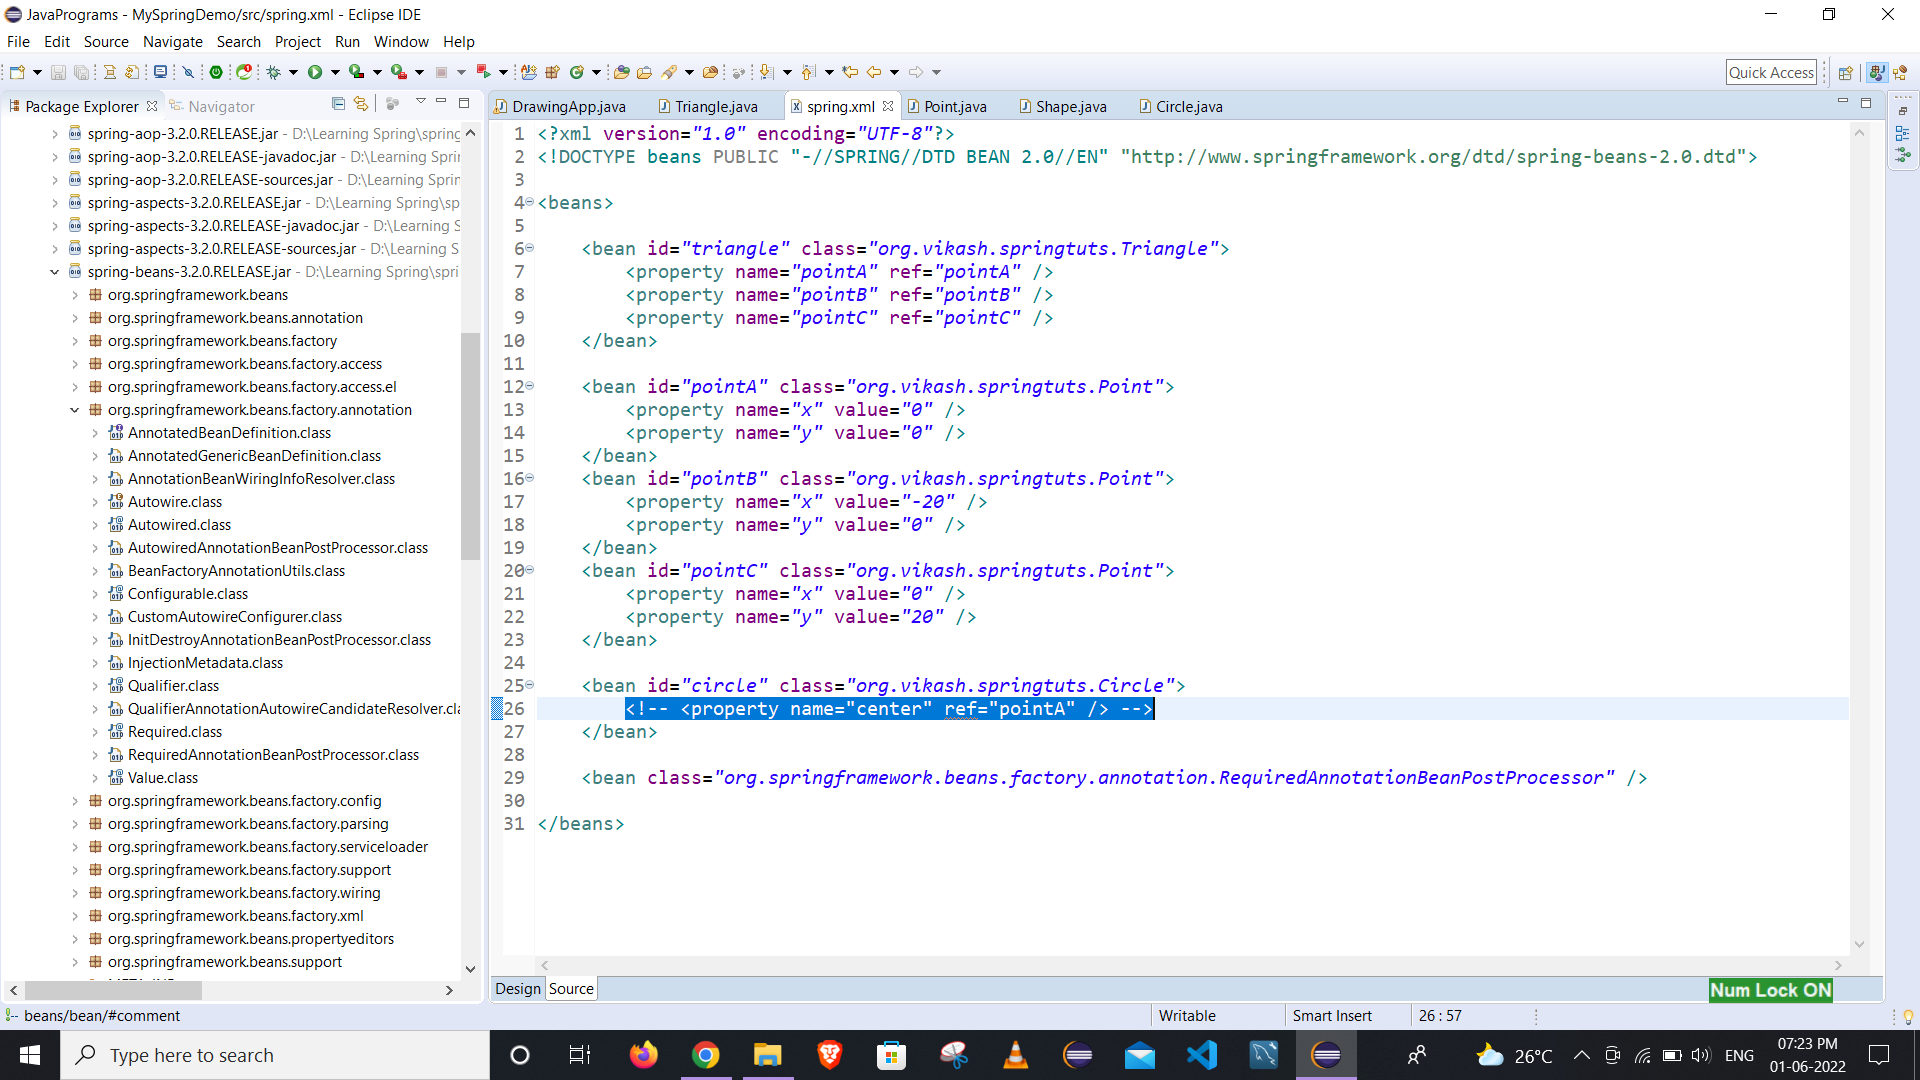 JavaPrograms - MySpringDemo/src/spring.xml - Eclipse IDE
File Edit Source Navigate Search Project Run Window Help
Quick Access
Package Explorer Navigator
DrawingApp.java Triangle.java spring.xml Point.java Shape.java Circle.java
spring-aop-3.2.0.RELEASE.jar - D:\Learning Spring\spring
spring-aop-3.2.0.RELEASE-javadoc.jar - D:\Learning Sprir
spring-aop-3.2.0.RELEASE-sources.jar - D:\Learning Sprin
spring-aspects-3.2.0.RELEASE.jar - D:\Learning Spring\sp
spring-aspects-3.2.0.RELEASE-javadoc.jar - D:\Learning S
spring-aspects-3.2.0.RELEASE-sources.jar - D:\Learning S
spring-beans-3.2.0.RELEASE.jar - D:\Learning Spring\spri
org.springframework.beans
org.springframework.beans.annotation
org.springframework.beans.factory
org.springframework.beans.factory.access
org.springframework.beans.factory.access.el
org.springframework.beans.factory.annotation
AnnotatedBeanDefinition.class
AnnotatedGenericBeanDefinition.class
AnnotationBeanWiringInfoResolver.class
Autowire.class
Autowired.class
AutowiredAnnotationBeanPostProcessor.class
BeanFactoryAnnotationUtils.class
Configurable.class
CustomAutowireConfigurer.class
InitDestroyAnnotationBeanPostProcessor.class
InjectionMetadata.class
Qualifier.class
QualifierAnnotationAutowireCandidateResolver.cla
Required.class
RequiredAnnotationBeanPostProcessor.class
Value.class
org.springframework.beans.factory.config
org.springframework.beans.factory.parsing
org.springframework.beans.factory.serviceloader
org.springframework.beans.factory.support
org.springframework.beans.factory.wiring
org.springframework.beans.factory.xml
org.springframework.beans.propertyeditors
org.springframework.beans.support
1 <?xml version="1.0" encoding="UTF-8"?>
2 <!DOCTYPE beans PUBLIC "-//SPRING//DTD BEAN 2.0//EN" "http://www.springframework.org/dtd/spring-beans-2.0.dtd">
3
4 <beans>
5
6 <bean id="triangle" class="org.vikash.springtuts.Triangle">
7 <property name="pointA" ref="pointA" />
8 <property name="pointB" ref="pointB" />
9 <property name="pointC" ref="pointC" />
10 </bean>
11
12 <bean id="pointA" class="org.vikash.springtuts.Point">
13 <property name="x" value="0" />
14 <property name="y" value="0" />
15 </bean>
16 <bean id="pointB" class="org.vikash.springtuts.Point">
17 <property name="x" value="-20" />
18 <property name="y" value="0" />
19 </bean>
20 <bean id="pointC" class="org.vikash.springtuts.Point">
21 <property name="x" value="0" />
22 <property name="y" value="20" />
23 </bean>
24
25 <bean id="circle" class="org.vikash.springtuts.Circle">
26 <!-- <property name="center" ref="pointA" /> -->
27 </bean>
28
29 <bean class="org.springframework.beans.factory.annotation.RequiredAnnotationBeanPostProcessor" />
30
31 </beans>
Design Source
Num Lock ON
beans/bean/#comment Writable Smart Insert 26 : 57
Type here to search
26°C ENG
07:23 PM
01-06-2022